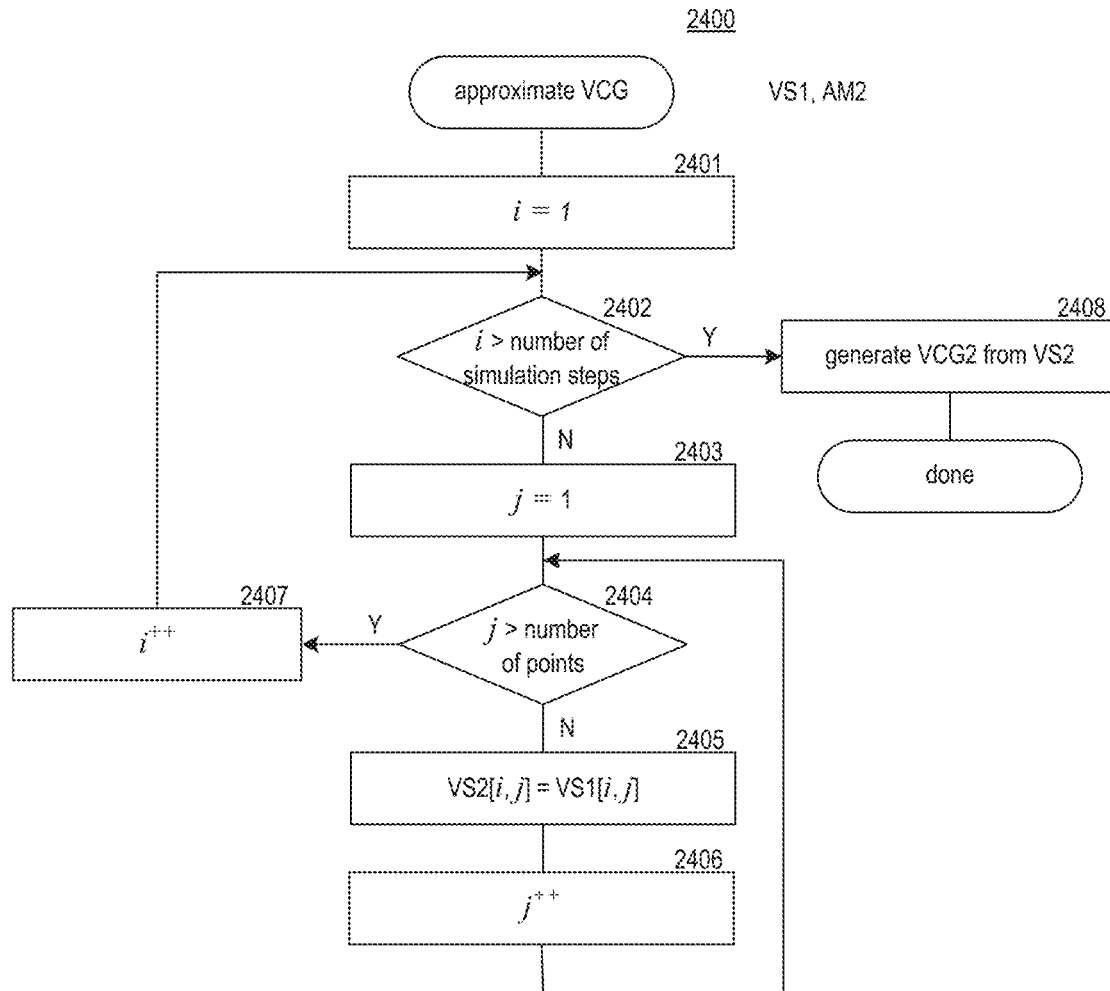 2400
approximate VCG
VS1, AM2
2401
i = 1
2402
i > number of
simulation steps
Y
2408
generate VCG2 from VS2
done
N
2403
j = 1
2404
j > number
of points
Y
2407
i++
N
2405
VS2[i, j] = VS1[i, j]
2406
j++